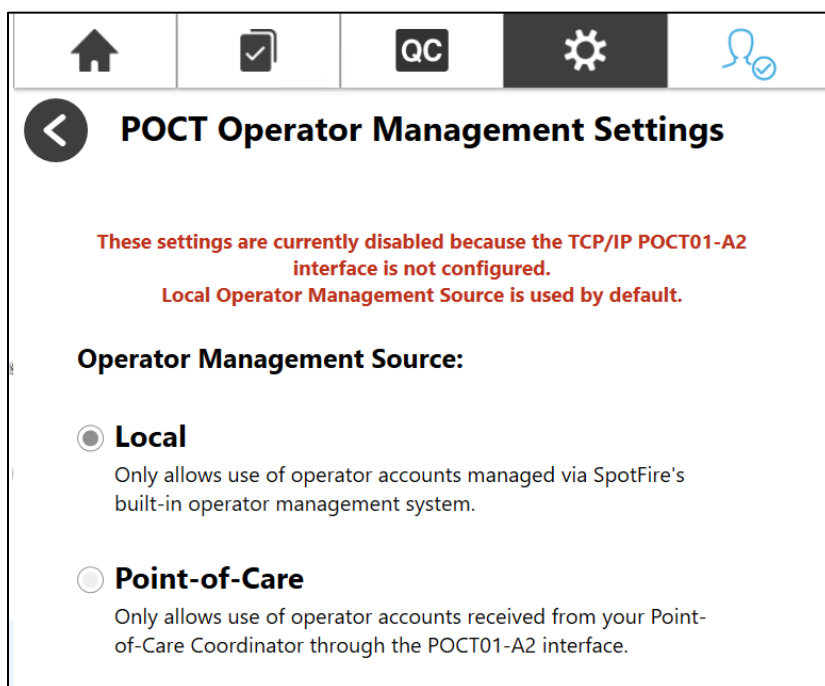 QC
POCT Operator Management Settings
These settings are currently disabled because the TCP/IP POCT01-A2
interface is not configured.
Local Operator Management Source is used by default.
Operator Management Source:
Local
Only allows use of operator accounts managed via SpotFire's
built-in operator management system.
Point-of-Care
Only allows use of operator accounts received from your Point-
of-Care Coordinator through the POCT01-A2 interface.